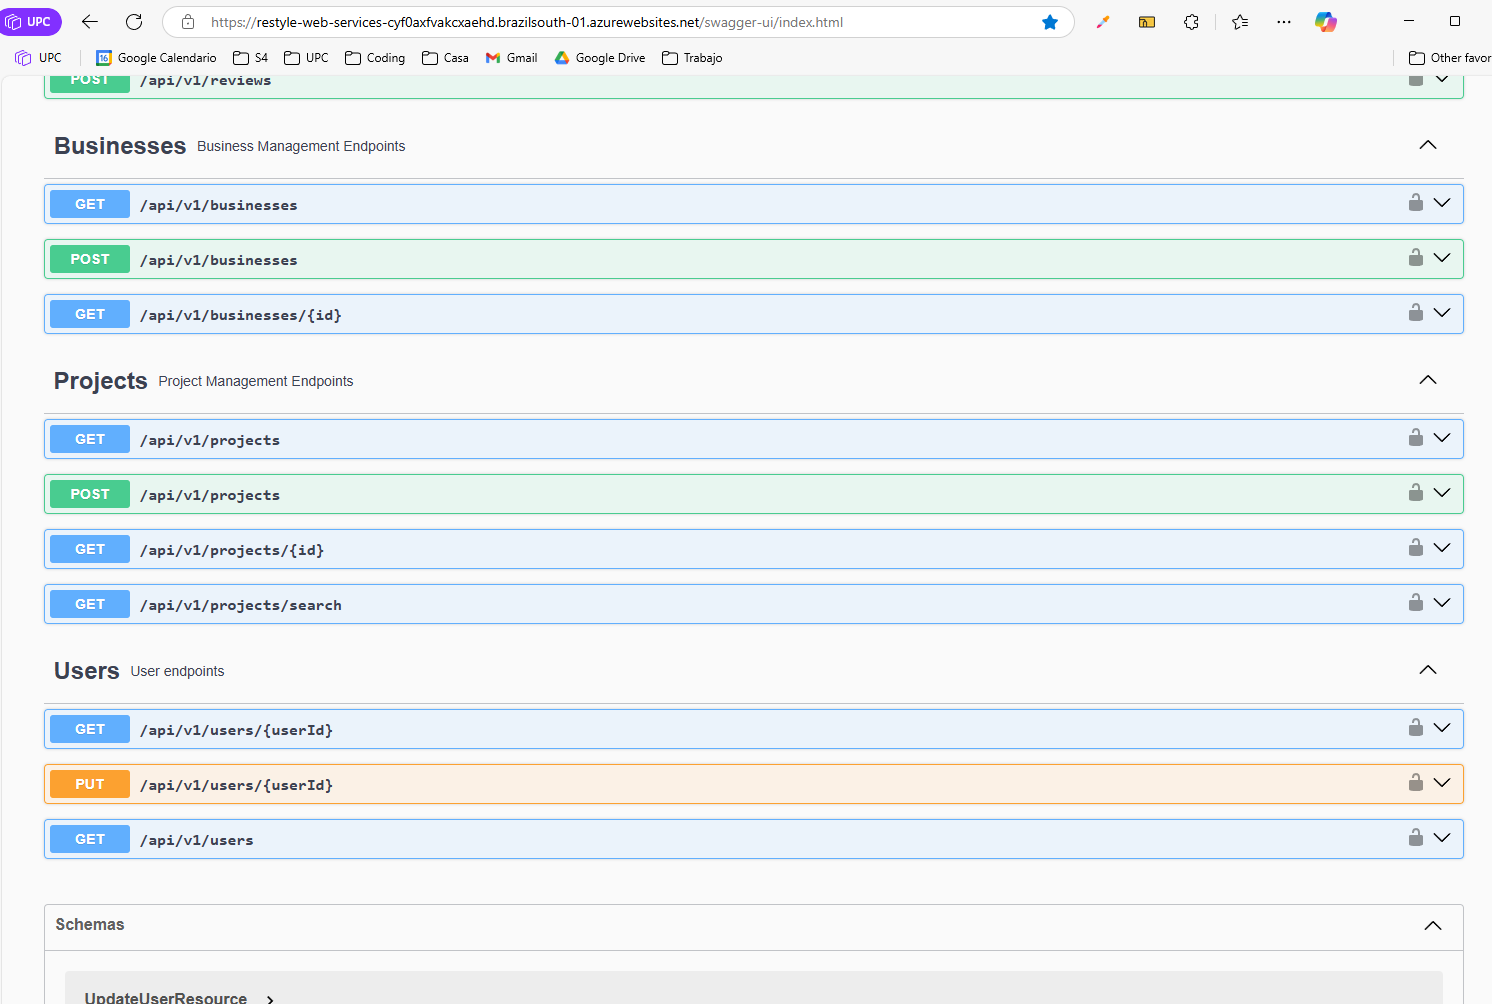 UPC https://restyle-web-services-cyf0axfvakcxaehd.brazilsouth-01.azurewebsites.net/swagger-ui/index.html
UPC 16 Google Calendario S4 UPC Coding Casa Gmail Google Drive Trabajo Other favor
POST /api/v1/reviews
Businesses Business Management Endpoints
GET /api/v1/businesses
POST /api/v1/businesses
GET /api/v1/businesses/{id}
Projects Project Management Endpoints
GET /api/v1/projects
POST /api/v1/projects
GET /api/v1/projects/{id}
GET /api/v1/projects/search
Users User endpoints
GET /api/v1/users/{userId}
PUT /api/v1/users/{userId}
GET /api/v1/users
Schemas
UpdateUserResource